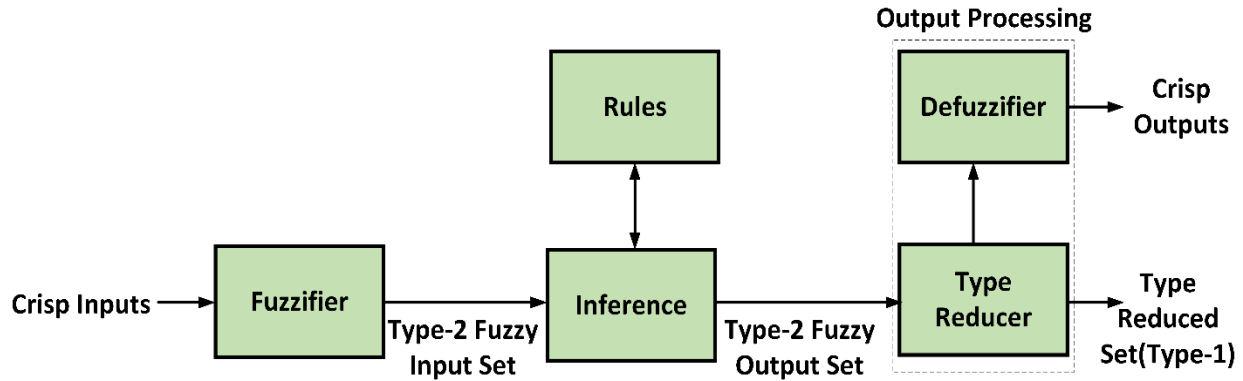 Output Processing
Rules
Defuzzifier
Crisp
Outputs
Crisp Inputs
Fuzzifier
Type-2 Fuzzy
Input Set
Inference
Type-2 Fuzzy
Output Set
Type
Reducer
Type
Reduced
Set(Type-1)